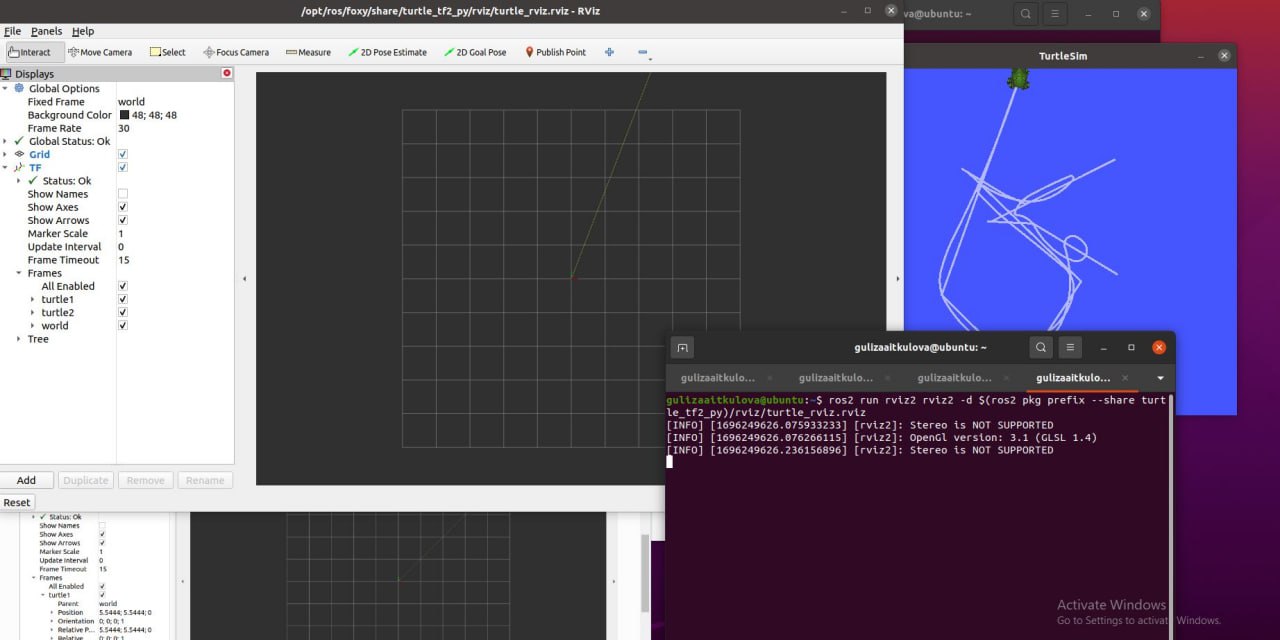 /opt/ros/foxy/share/turtle_tf2_py/rviz/turtle_rviz.rviz - RViz
va@ubuntu: ~
File Panels Help
Interact Move Camera Select Focus Camera Measure 2D Pose Estimate 2D Goal Pose Publish Point
TurtleSim
Displays
Global Options
Fixed Frame world
Background Color 48; 48; 48
Frame Rate 30
Global Status: Ok
Grid
TF
Status: Ok
Show Names
Show Axes
Show Arrows
Marker Scale 1
Update Interval 0
Frame Timeout 15
Frames
All Enabled
turtle1
turtle2
world
Tree
Add Duplicate Remove Rename
Reset
gulizaaitkulova@ubuntu: ~
gulizaaitkulo... gulizaaitkulo... gulizaaitkulo... gulizaaitkulo...
gulizaaitkulova@ubuntu:~$ ros2 run rviz2 rviz2 -d $(ros2 pkg prefix --share turt
le_tf2_py)/rviz/turtle_rviz.rviz
[INFO] [1696249626.075933233] [rviz2]: Stereo is NOT SUPPORTED
[INFO] [1696249626.076266115] [rviz2]: OpenGl version: 3.1 (GLSL 1.4)
[INFO] [1696249626.236156896] [rviz2]: Stereo is NOT SUPPORTED
Status: Ok
Show Names
Show Axes
Show Arrows
Marker Scale 1
Update Interval 0
Frame Timeout 15
Frames
All Enabled
turtle1
Parent world
Position 5.5444; 5.5444; 0
Orientation 0; 0; 0; 1
Relative P... 5.5444; 5.5444; 0
Relative 0; 0; 0; 1
Activate Windows
Go to Settings to activate Windows.